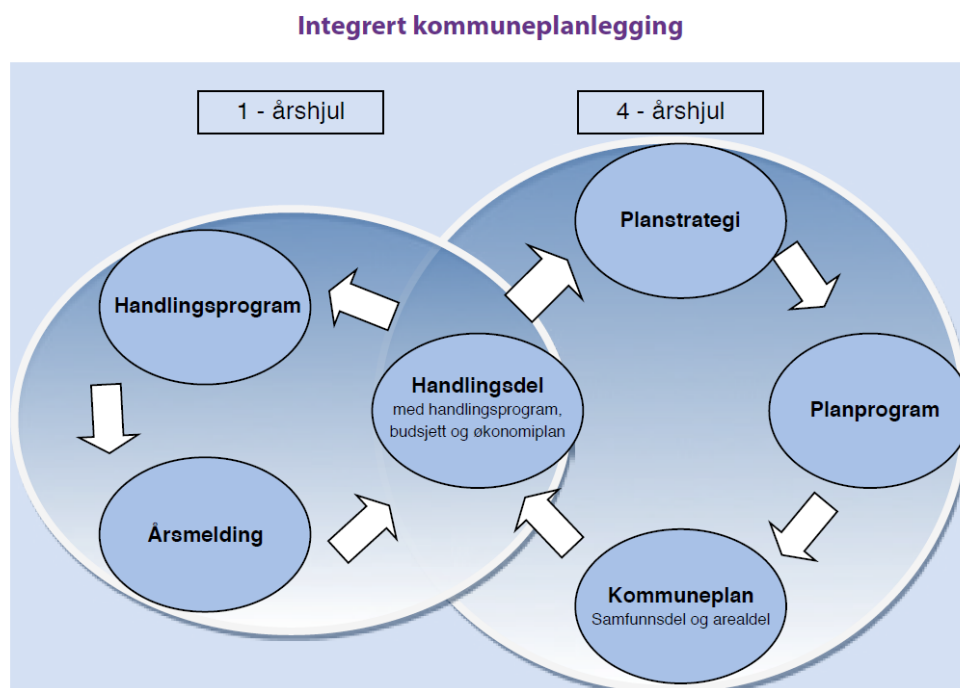 Integrert kommuneplanlegging
1 - årshjul
4 - årshjul
Planstrategi
Handlingsprogram
Handlingsdel
med handlingsprogram,
budsjett og økonomiplan
Planprogram
Årsmelding
Kommuneplan
Samfunnsdel og arealdel